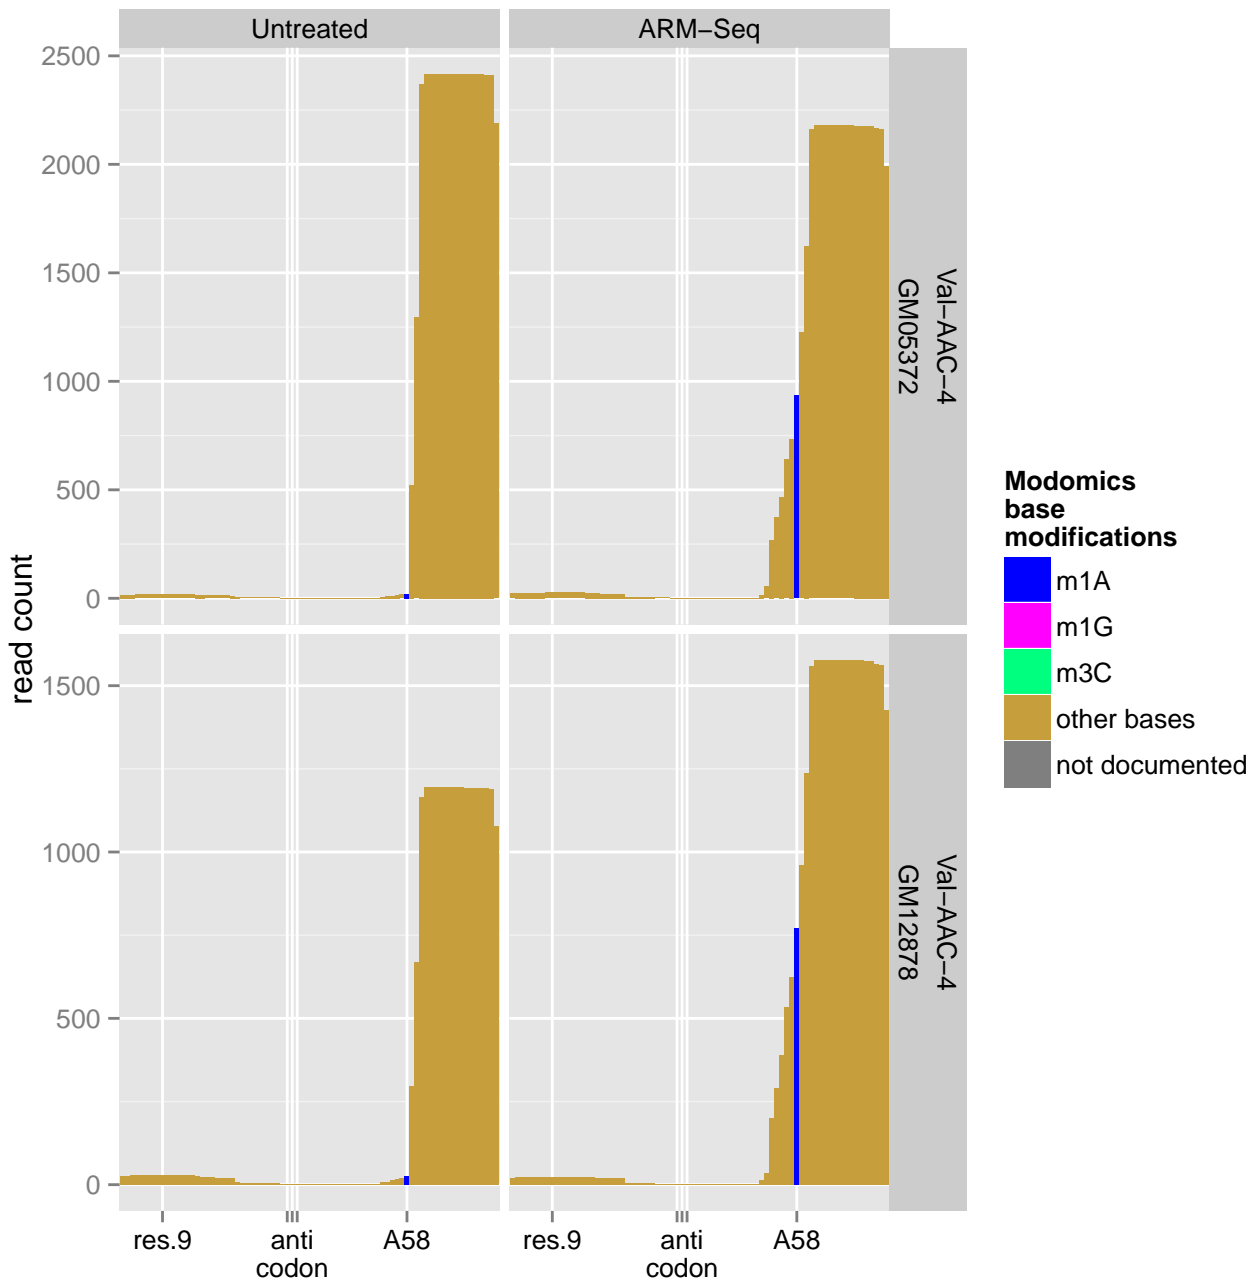 Untreated
ARM−Seq
2500
2000
1500
1000
500
0
Val−AAC−4
GM05372
read count
1500
1000
500
0
Val−AAC−4
GM12878
res.9
anti
codon
A58
res.9
anti
codon
A58
Modomics
base
modifications
m1A
m1G
m3C
other bases
not documented